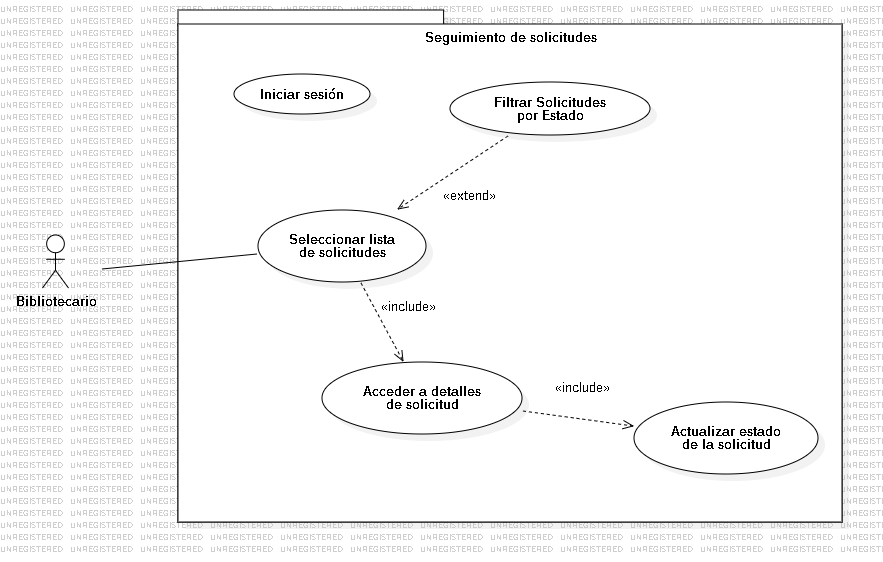 Seguimiento de solicitudes
Iniciar sesión
Filtrar Solicitudes
por Estado
«extend»
Seleccionar lista
de solicitudes
Bibliotecario
«include»
Acceder a detalles
de solicitud
«include»
Actualizar estado
de la solicitud
UNREGISTERED